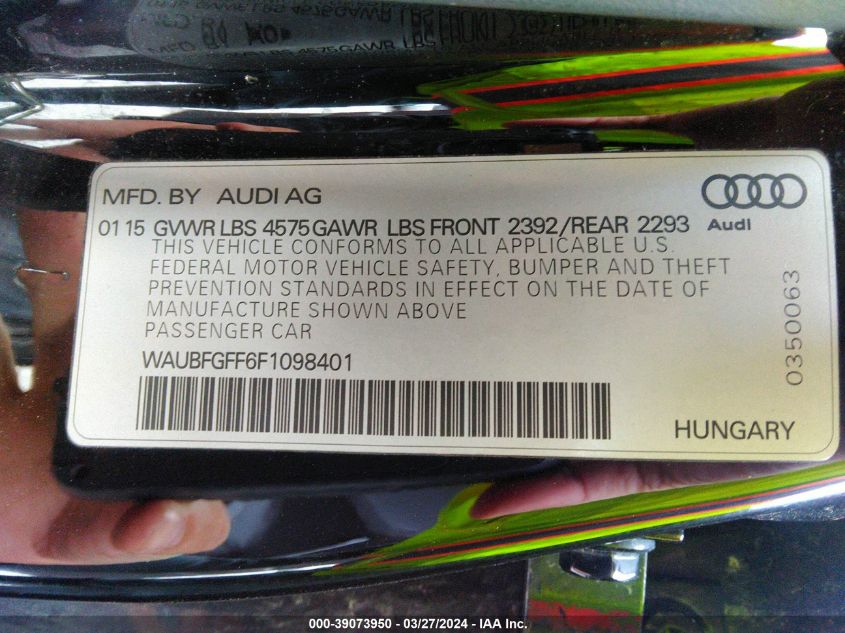 MFD. BY AUDI AG
01 15 GVWR LBS 4575 GAWR LBS FRONT 2392/REAR 2293
Audi
THIS VEHICLE CONFORMS TO ALL APPLICABLE U.S.
FEDERAL MOTOR VEHICLE SAFETY, BUMPER AND THEFT
PREVENTION STANDARDS IN EFFECT ON THE DATE OF
MANUFACTURE SHOWN ABOVE
PASSENGER CAR
WAUBFGFF6F1098401
0350063
HUNGARY
000-39073950 - 03/27/2024 - IAA Inc.